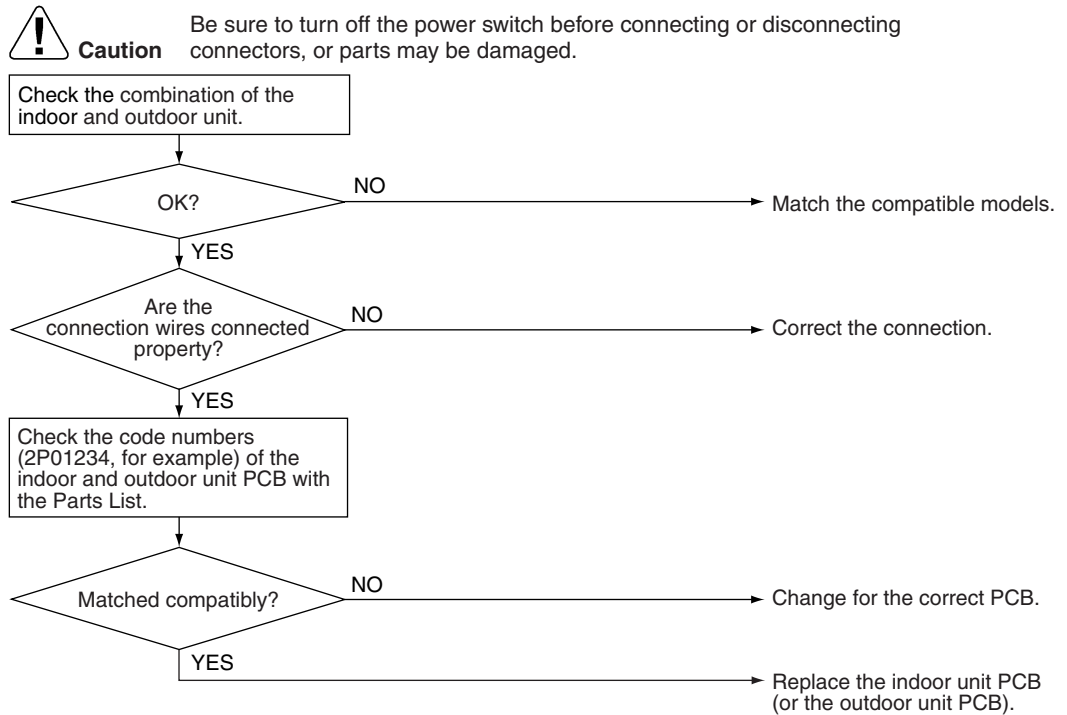 Be sure to turn off the power switch before connecting or disconnecting
Caution connectors, or parts may be damaged.
Check the combination of the
indoor and outdoor unit.
OK?
NO
Match the compatible models.
YES
Are the
connection wires connected
property?
NO
Correct the connection.
YES
Check the code numbers
(2P01234, for example) of the
indoor and outdoor unit PCB with
the Parts List.
Matched compatibly?
NO
Change for the correct PCB.
YES
Replace the indoor unit PCB
(or the outdoor unit PCB).